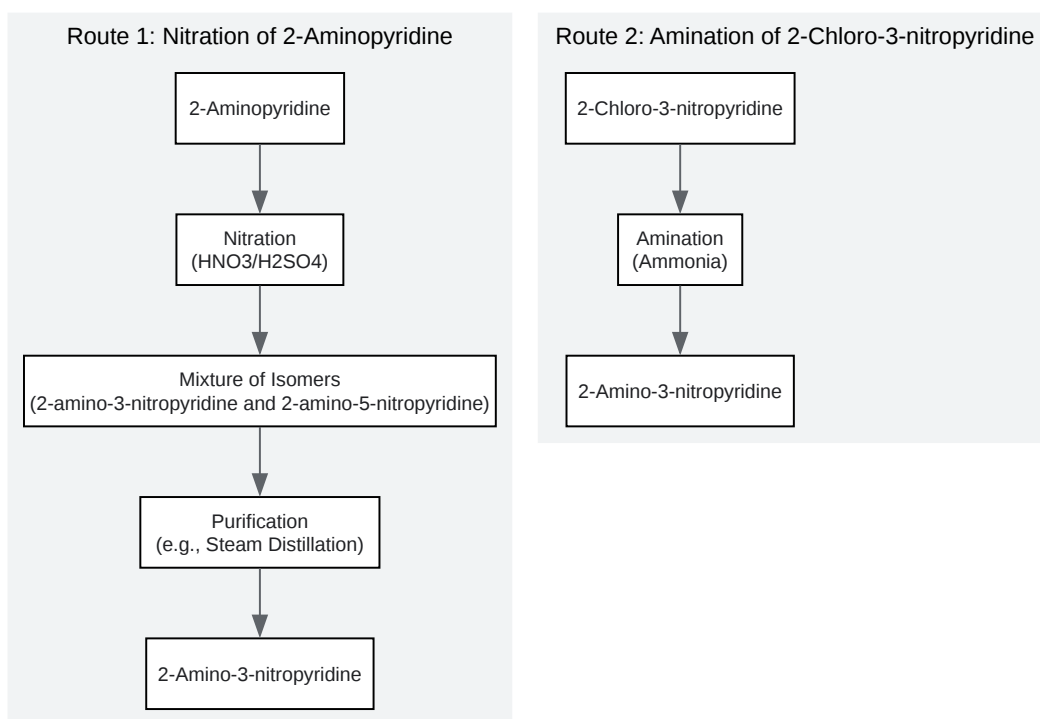 Route 1: Nitration of 2-Aminopyridine
2-Aminopyridine
Nitration
(HNO3/H2SO4)
Mixture of Isomers
(2-amino-3-nitropyridine and 2-amino-5-nitropyridine)
Purification
(e.g., Steam Distillation)
2-Amino-3-nitropyridine
Route 2: Amination of 2-Chloro-3-nitropyridine
2-Chloro-3-nitropyridine
Amination
(Ammonia)
2-Amino-3-nitropyridine